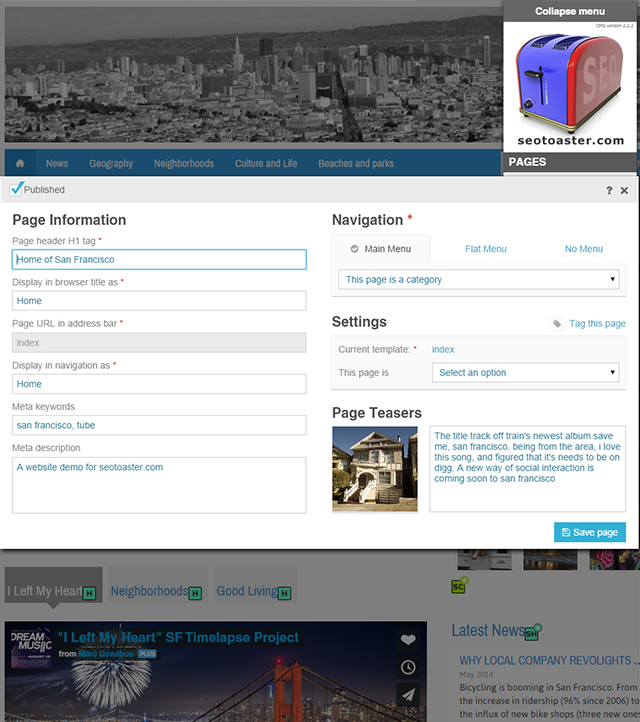 Collapse menu
CMS version 2.2.2
SEO
seotoaster.com
PAGES
News Geography Neighborhoods Culture and Life Beaches and parks
Published
? ×
Page Information
Page header H1 tag *
Home of San Francisco
Display in browser title as *
Home
Page URL in address bar *
index
Display in navigation as *
Home
Meta keywords
san francisco, tube
Meta description
A website demo for seotoaster.com
Navigation *
Main Menu Flat Menu No Menu
This page is a category
Settings
Tag this page
Current template: * index
This page is Select an option
Page Teasers
The title track off train's newest album save
me, san francisco. being from the area, i love
this song, and figured that it's needs to be on
digg. A new way of social interaction is
coming soon to san francisco
Save page
I Left My Heart H Neighborhoods H Good Living H
SC
DREAM
MUSIC
"I Left My Heart" SF Timelapse Project
from Marc Donahue PLUS
Latest News SH
WHY LOCAL COMPANY REVOLIGHTS ...
May 2014
Bicycling is booming in San Francisco. From
the increase in ridership (96% since 2006) to
the influx of new bike shops (three new ones